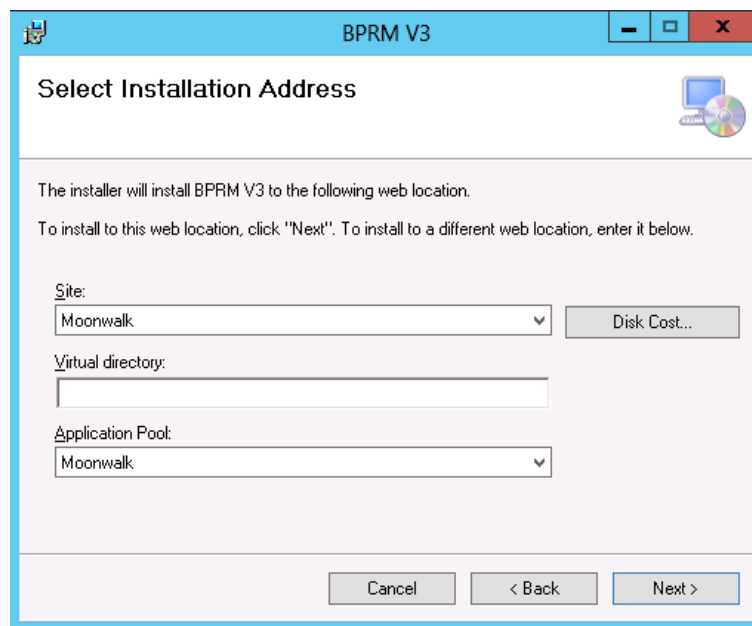 BPRM V3
Select Installation Address
The installer will install BPRM V3 to the following web location.
To install to this web location, click "Next". To install to a different web location, enter it below.
Site:
Moonwalk
Disk Cost...
Virtual directory:
Application Pool:
Moonwalk
Cancel
< Back
Next >